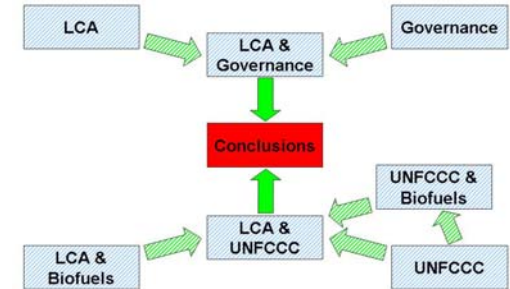 LCA
Governance
LCA &
Governance
Conclusions
UNFCCC &
Biofuels
LCA &
UNFCCC
LCA &
Biofuels
UNFCCC